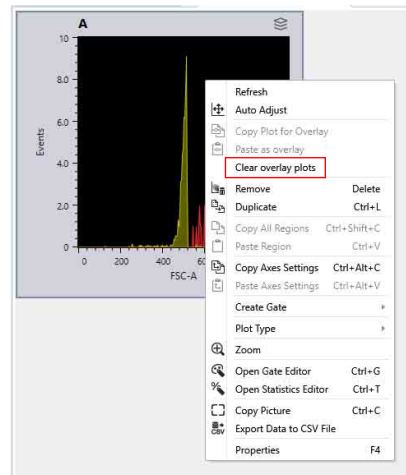 A
10
8.0
6.0
4.0
2.0
0
Events
0 200 400 60
FSC-A
Refresh
Auto Adjust
Copy Plot for Overlay
Paste as overlay
Clear overlay plots
Remove Delete
Duplicate Ctrl+L
Copy All Regions Ctrl+Shift+C
Paste Region Ctrl+V
Copy Axes Settings Ctrl+Alt+C
Paste Axes Settings Ctrl+Alt+V
Create Gate
Plot Type
Zoom
Open Gate Editor Ctrl+G
Open Statistics Editor Ctrl+T
Copy Picture Ctrl+C
CSV Export Data to CSV File
Properties F4